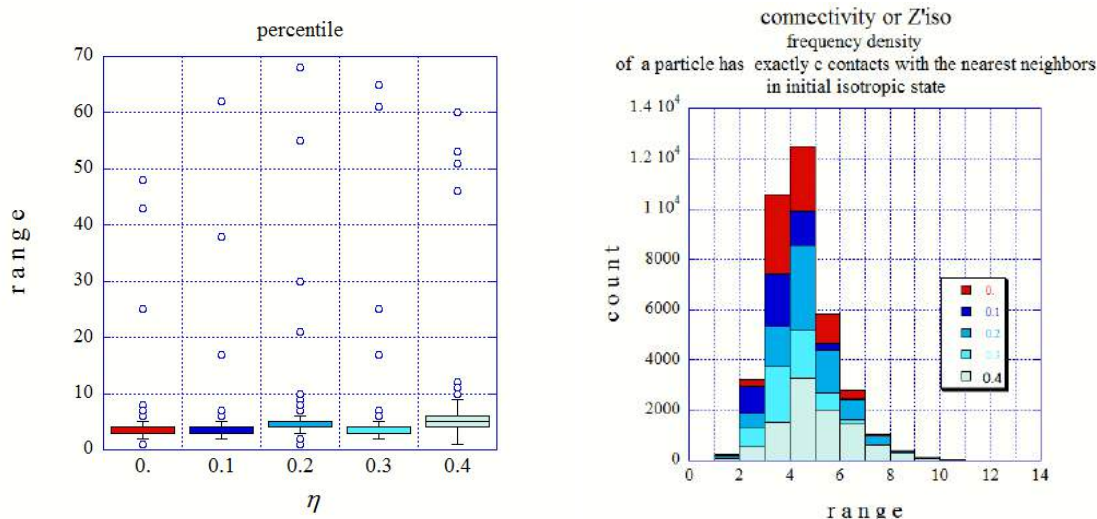 percentile
70
60
50
40
30
20
10
0
range
0.
0.1
0.2
0.3
0.4
η
connectivity or Z'iso
frequency density
of a particle has exactly c contacts with the nearest neighbors
in initial isotropic state
1.4 10⁴
1.2 10⁴
1 10⁴
8000
6000
4000
2000
0
count
0.
0.1
0.2
0.3
0.4
0 2 4 6 8 10 12 14
range